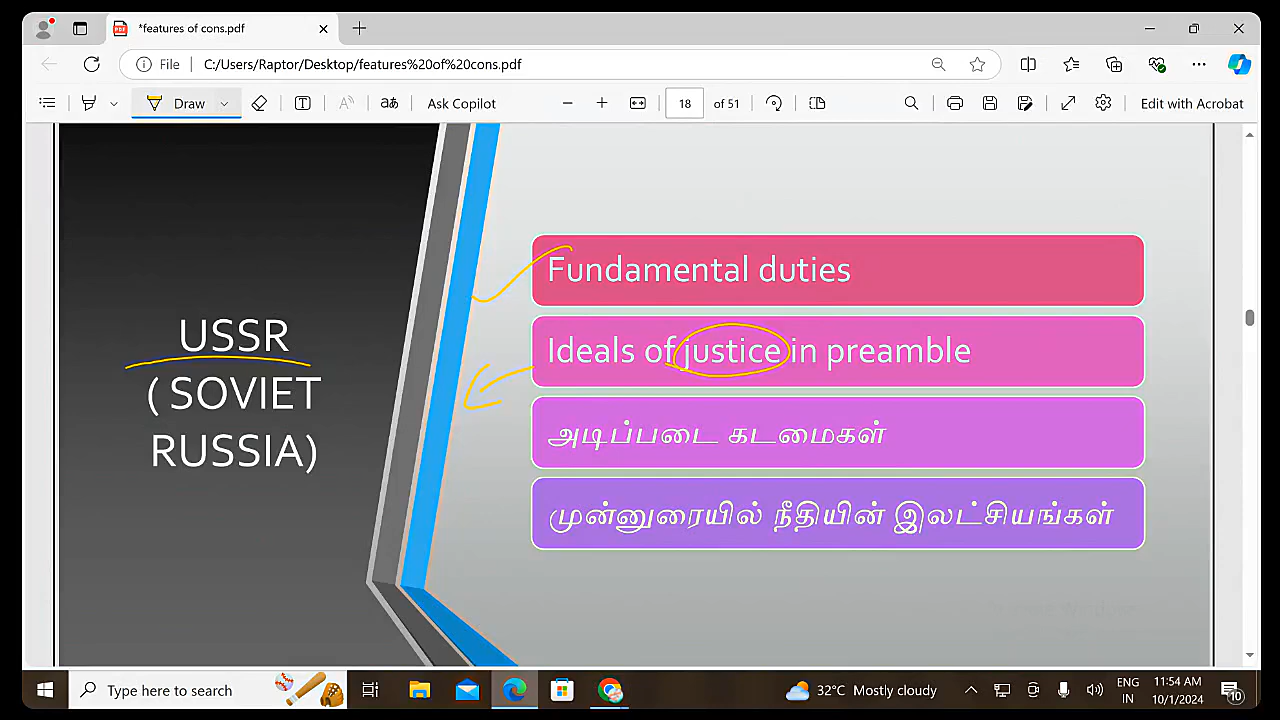 *features of cons.pdf
File C:/Users/Raptor/Desktop/features%20of%20cons.pdf
Draw Ask Copilot 18 of 51 Edit with Acrobat
USSR
( SOVIET
RUSSIA)
Fundamental duties
Ideals of justice in preamble
அடிப்படை கடமைகள்
முன்னுரையில் நீதியின் இலட்சியங்கள்
Type here to search
32°C Mostly cloudy
ENG
IN
11:54 AM
10/1/2024
10